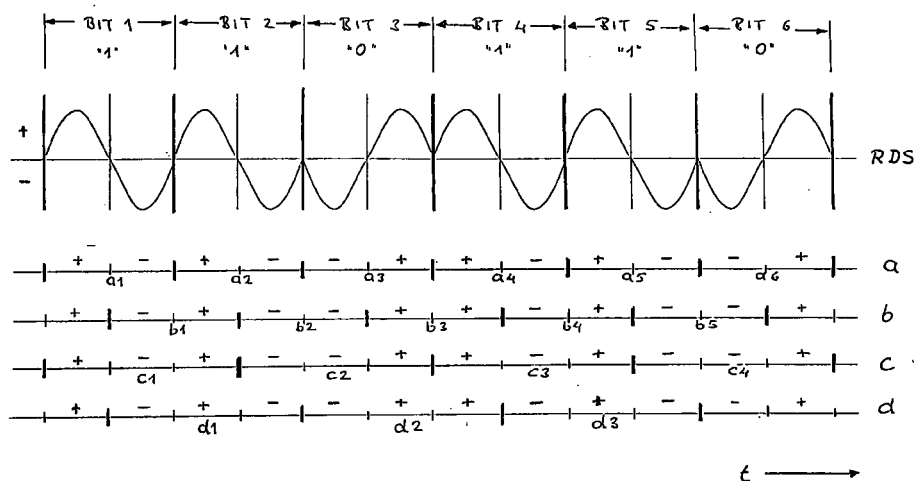 BIT 1 BIT 2 BIT 3 BIT 4 BIT 5 BIT 6
"1" "1" "0" "1" "1" "0"
+
RDS
-
-
+ - + - - + + - + - - + a
a1 a2 a3 a4 a5 a6
+ - + - - + + - + - - + b
b1 b2 b3 b4 b5
+ - + - - + + - + - - + c
c1 c2 c3 c4
+ - + - - + + - + - - + d
d1 d2 d3
t